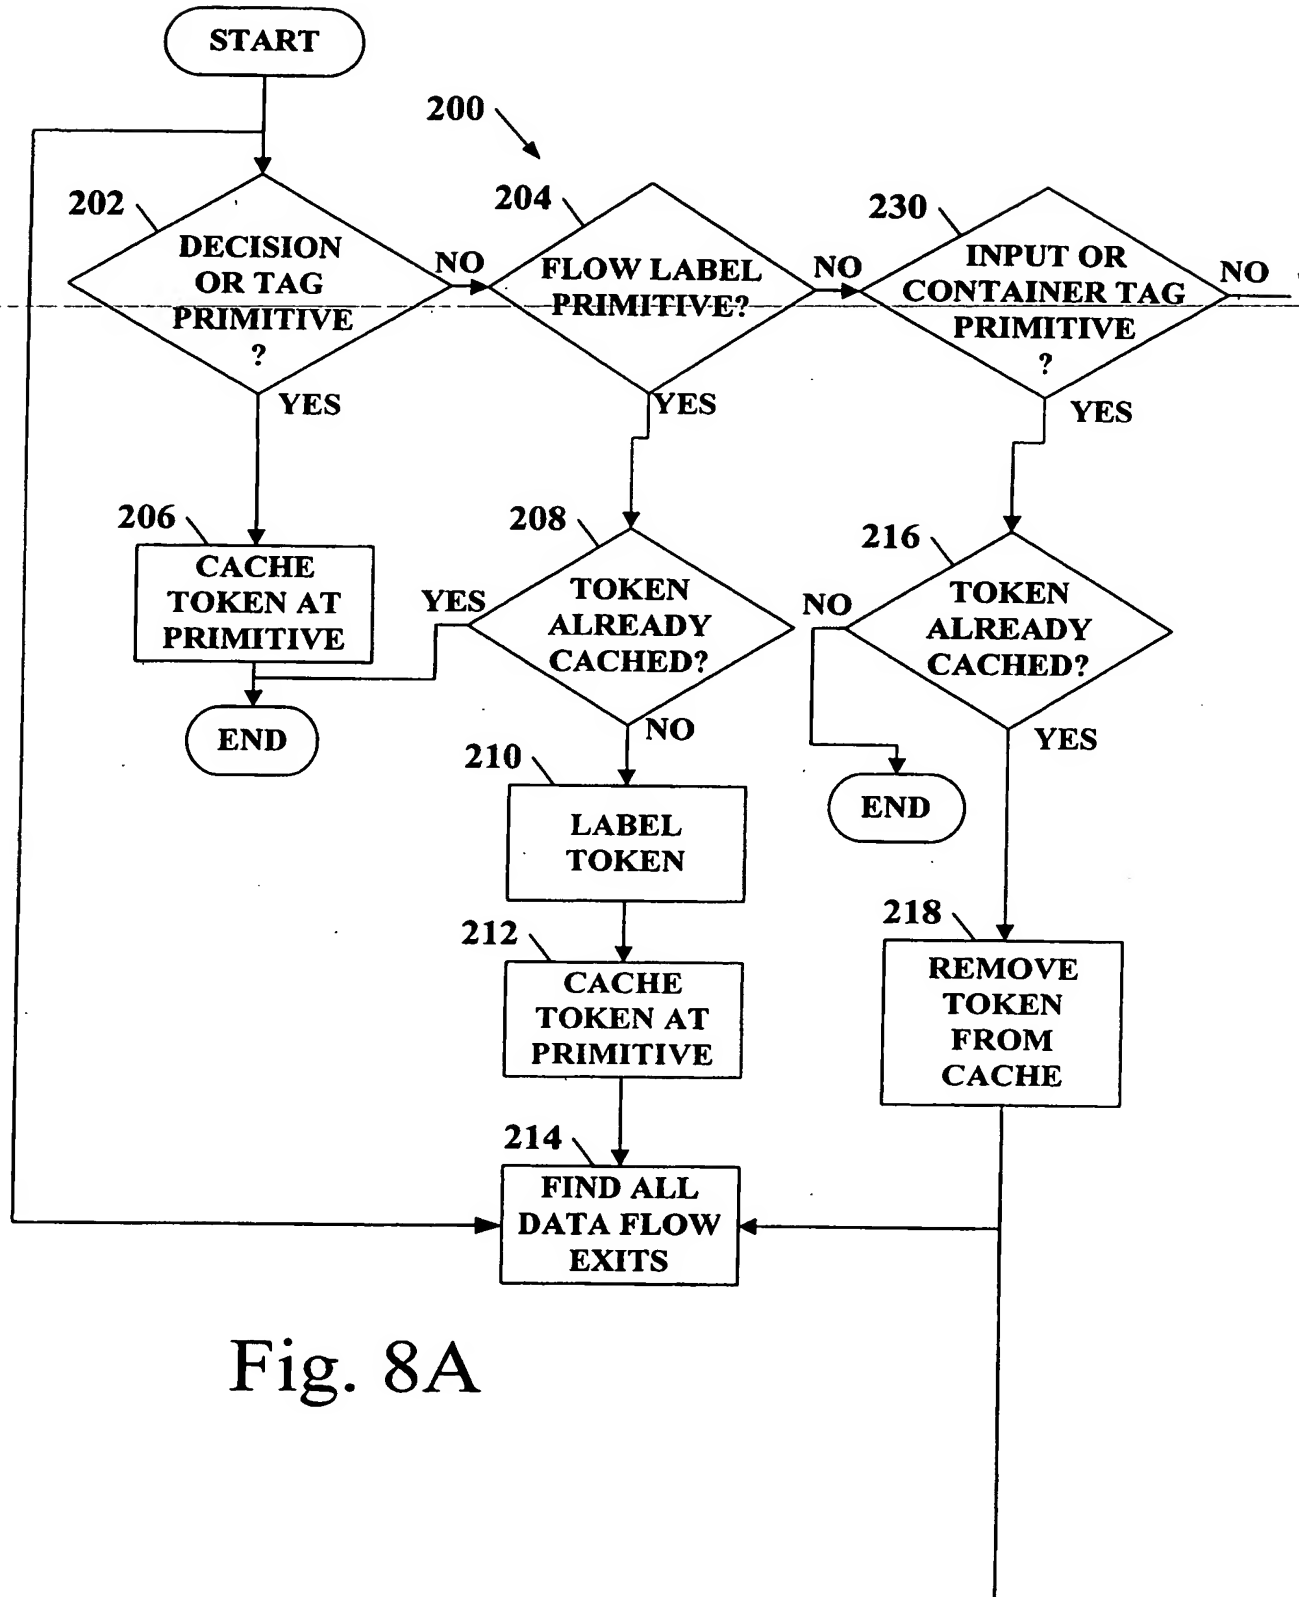 START
200
202
DECISION
OR TAG
PRIMITIVE
?
NO
YES
204
FLOW LABEL
PRIMITIVE?
NO
YES
230
INPUT OR
CONTAINER TAG
PRIMITIVE
?
NO
YES
206
CACHE
TOKEN AT
PRIMITIVE
END
208
TOKEN
ALREADY
CACHED?
YES
NO
216
TOKEN
ALREADY
CACHED?
NO
YES
END
210
LABEL
TOKEN
212
CACHE
TOKEN AT
PRIMITIVE
218
REMOVE
TOKEN
FROM
CACHE
214
FIND ALL
DATA FLOW
EXITS
Fig. 8A